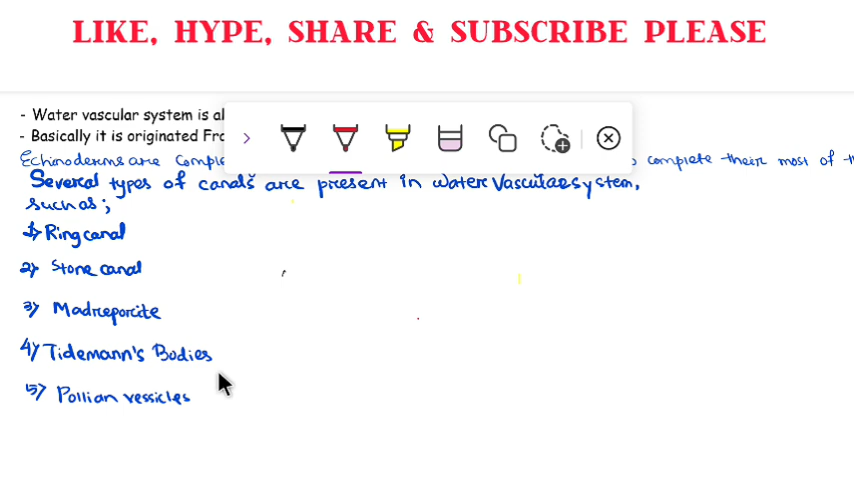 LIKE, HYPE, SHARE & SUBSCRIBE PLEASE
- Water vascular system is al
- Basically it is originated Fro
Echinoderms are comple complete their most of
Several types of canals are present in water vascular system,
such as;
1) Ring canal
2) Stone canal
3) Madreporite
4) Tidemann's Bodies
5) Pollian vessicles